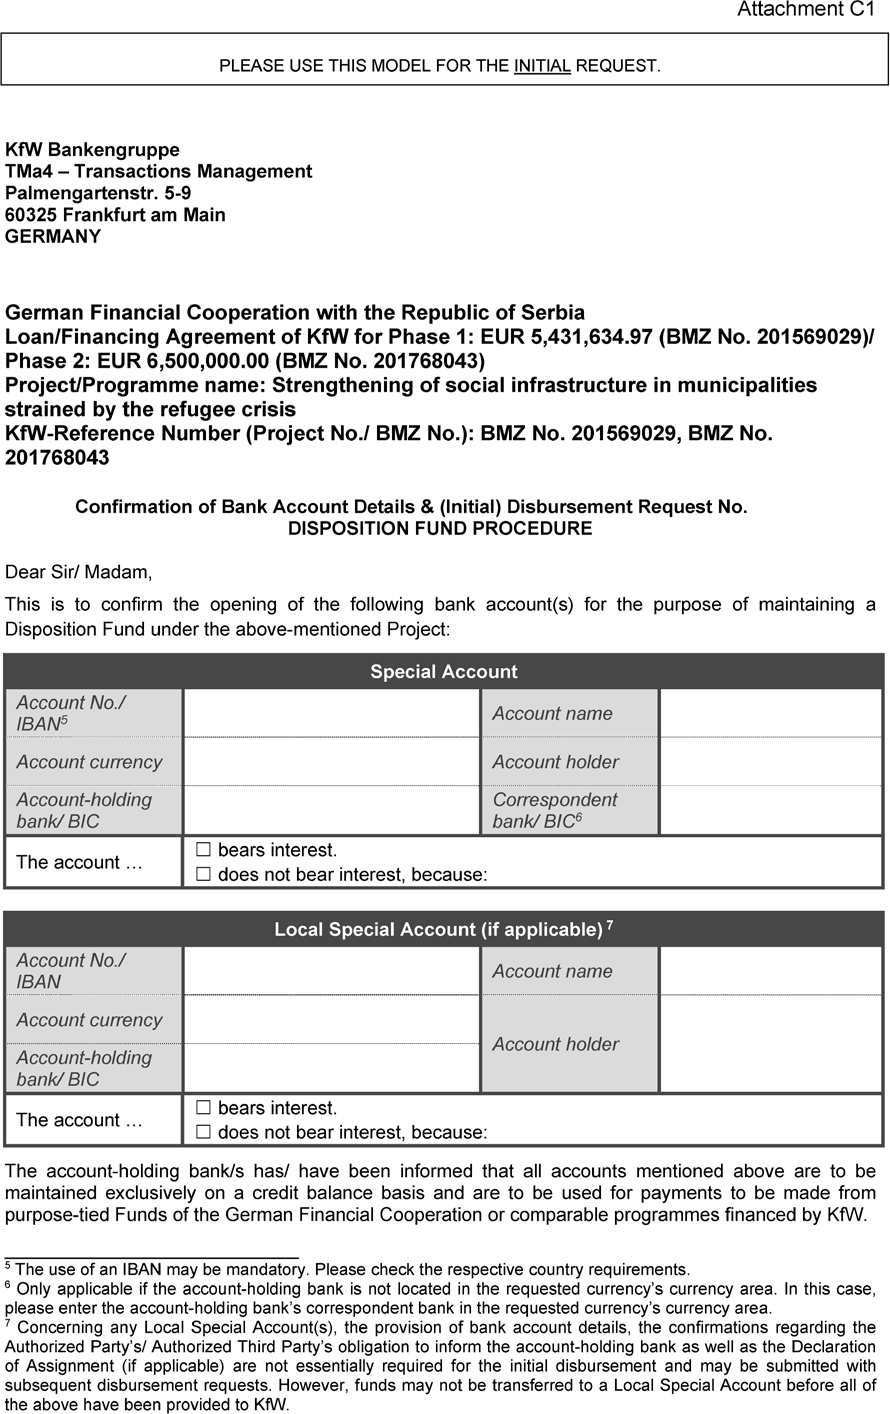 Attachment C1
PLEASE USE THIS MODEL FOR THE INITIAL REQUEST.
KfW Bankengruppe
TMa4 – Transactions Management
Palmengartenstr. 5-9
60325 Frankfurt am Main
GERMANY
German Financial Cooperation with the Republic of Serbia
Loan/Financing Agreement of KfW for Phase 1: EUR 5,431,634.97 (BMZ No. 201569029)/
Phase 2: EUR 6,500,000.00 (BMZ No. 201768043)
Project/Programme name: Strengthening of social infrastructure in municipalities
strained by the refugee crisis
KfW-Reference Number (Project No./ BMZ No.): BMZ No. 201569029, BMZ No.
201768043
Confirmation of Bank Account Details & (Initial) Disbursement Request No.
DISPOSITION FUND PROCEDURE
Dear Sir/ Madam,
This is to confirm the opening of the following bank account(s) for the purpose of maintaining a
Disposition Fund under the above-mentioned Project:
Special Account
Account No./
IBAN5
Account name
Account currency
Account holder
Account-holding
bank/ BIC
Correspondent
bank/ BIC6
The account …
☐ bears interest.
☐ does not bear interest, because:
Local Special Account (if applicable) 7
Account No./
IBAN
Account name
Account currency
Account holder
Account-holding
bank/ BIC
The account …
☐ bears interest.
☐ does not bear interest, because:
The account-holding bank/s has/ have been informed that all accounts mentioned above are to be
maintained exclusively on a credit balance basis and are to be used for payments to be made from
purpose-tied Funds of the German Financial Cooperation or comparable programmes financed by KfW.
5 The use of an IBAN may be mandatory. Please check the respective country requirements.
6 Only applicable if the account-holding bank is not located in the requested currency's currency area. In this case,
please enter the account-holding bank's correspondent bank in the requested currency's currency area.
7 Concerning any Local Special Account(s), the provision of bank account details, the confirmations regarding the
Authorized Party's/ Authorized Third Party's obligation to inform the account-holding bank as well as the Declaration
of Assignment (if applicable) are not essentially required for the initial disbursement and may be submitted with
subsequent disbursement requests. However, funds may not be transferred to a Local Special Account before all of
the above have been provided to KfW.